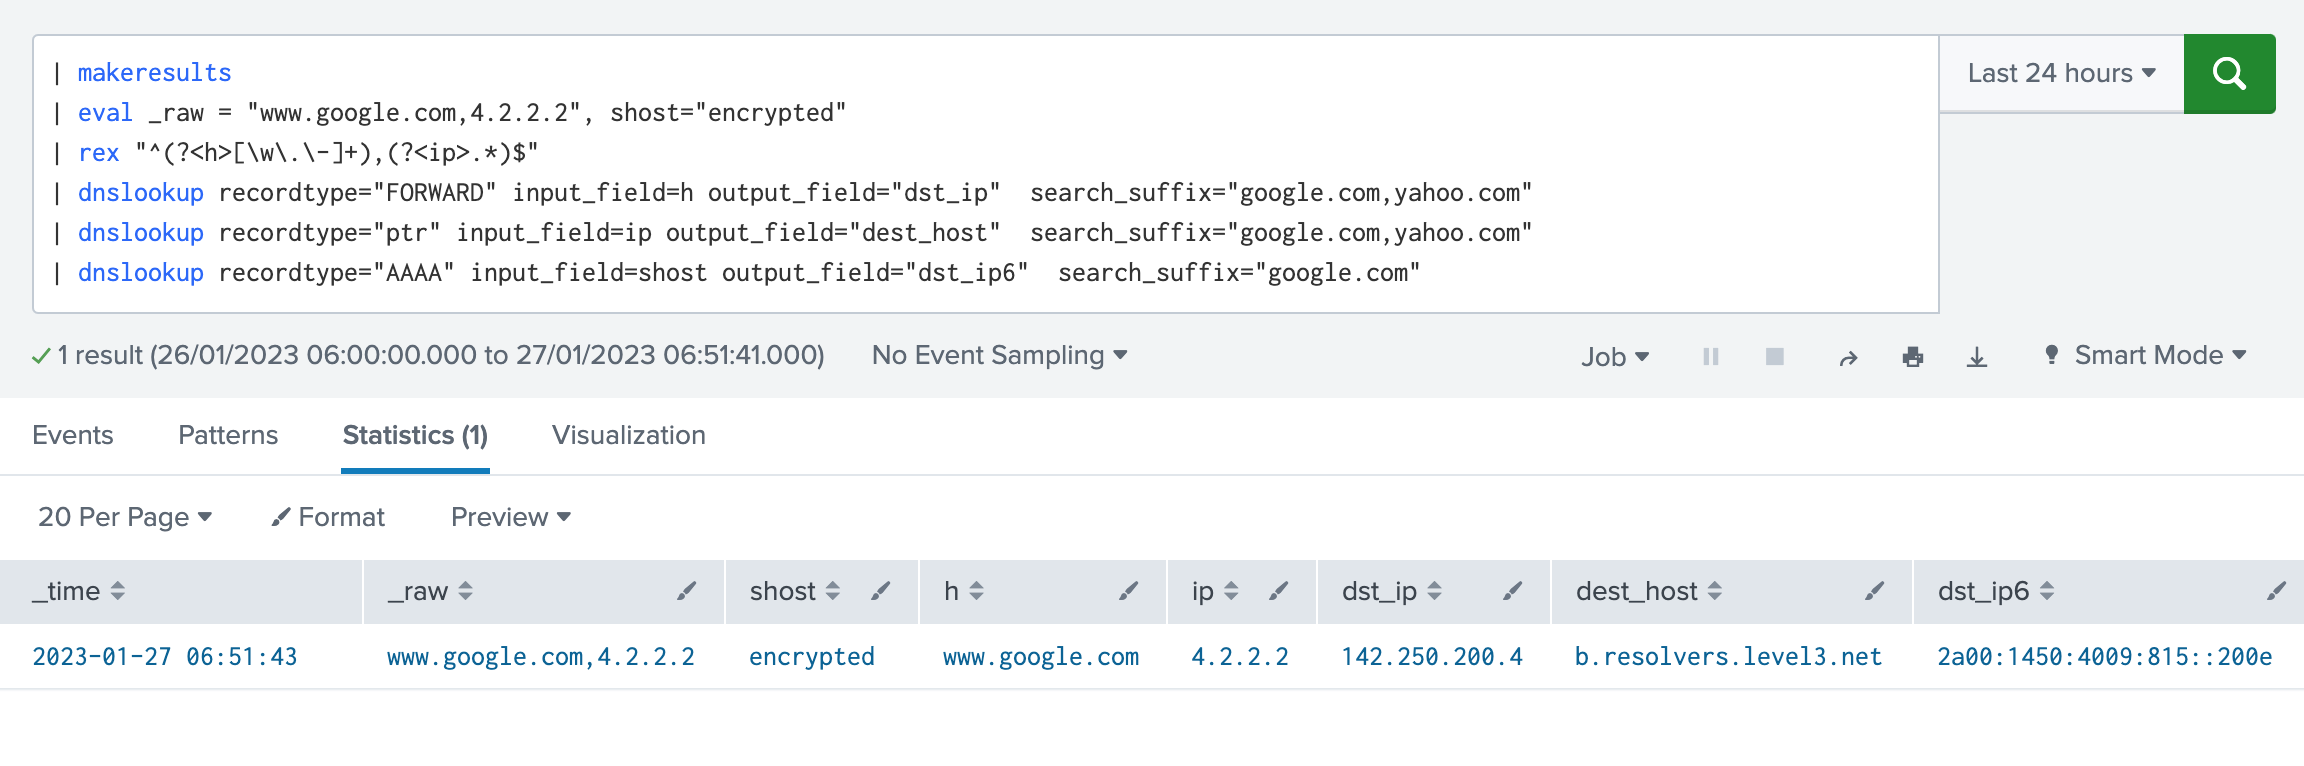 | makeresults
| eval _raw = "www.google.com,4.2.2.2", shost="encrypted"
| rex "^(?<h>[\w\.\-]+),(?<ip>.*)$"
| dnslookup recordtype="FORWARD" input_field=h output_field="dst_ip"  search_suffix="google.com,yahoo.com"
| dnslookup recordtype="ptr" input_field=ip output_field="dest_host"  search_suffix="google.com,yahoo.com"
| dnslookup recordtype="AAAA" input_field=shost output_field="dst_ip6"  search_suffix="google.com"
Last 24 hours
1 result (26/01/2023 06:00:00.000 to 27/01/2023 06:51:41.000) No Event Sampling Job Smart Mode
Events Patterns Statistics (1) Visualization
20 Per Page Format Preview
_time _raw shost h ip dst_ip dest_host dst_ip6
2023-01-27 06:51:43 www.google.com,4.2.2.2 encrypted www.google.com 4.2.2.2 142.250.200.4 b.resolvers.level3.net 2a00:1450:4009:815::200e